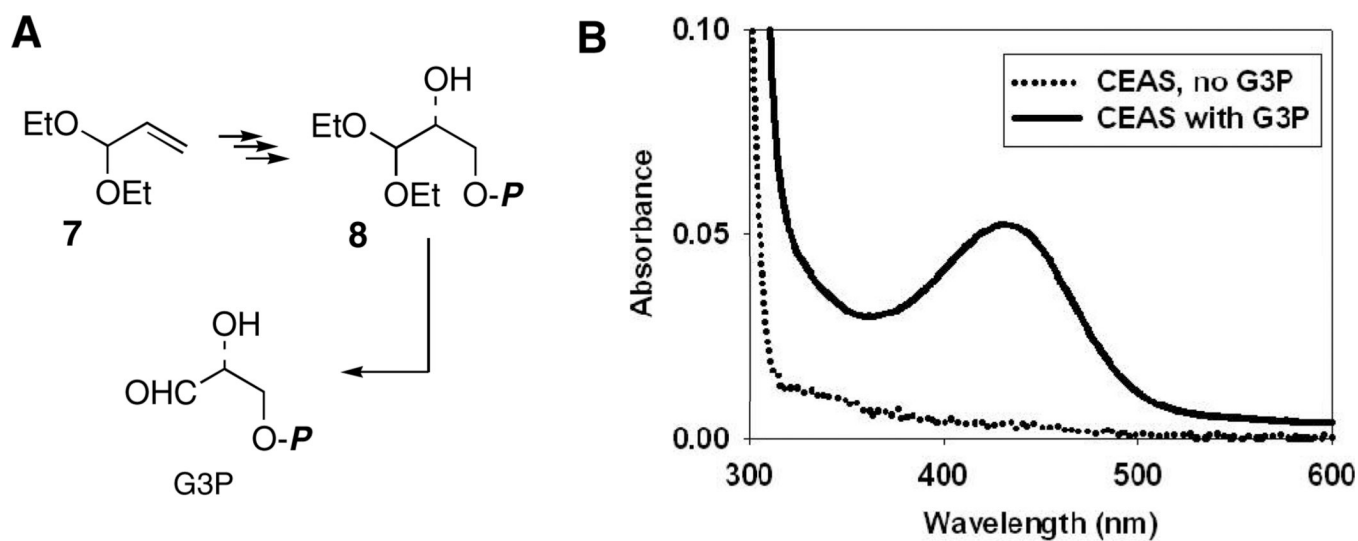 A
EtO
OEt
7
OH
EtO
OEt
O-P
8
OH
OHC
O-P
G3P
B
0.10
0.05
0.00
Absorbance
CEAS, no G3P
CEAS with G3P
300 400 500 600
Wavelength (nm)